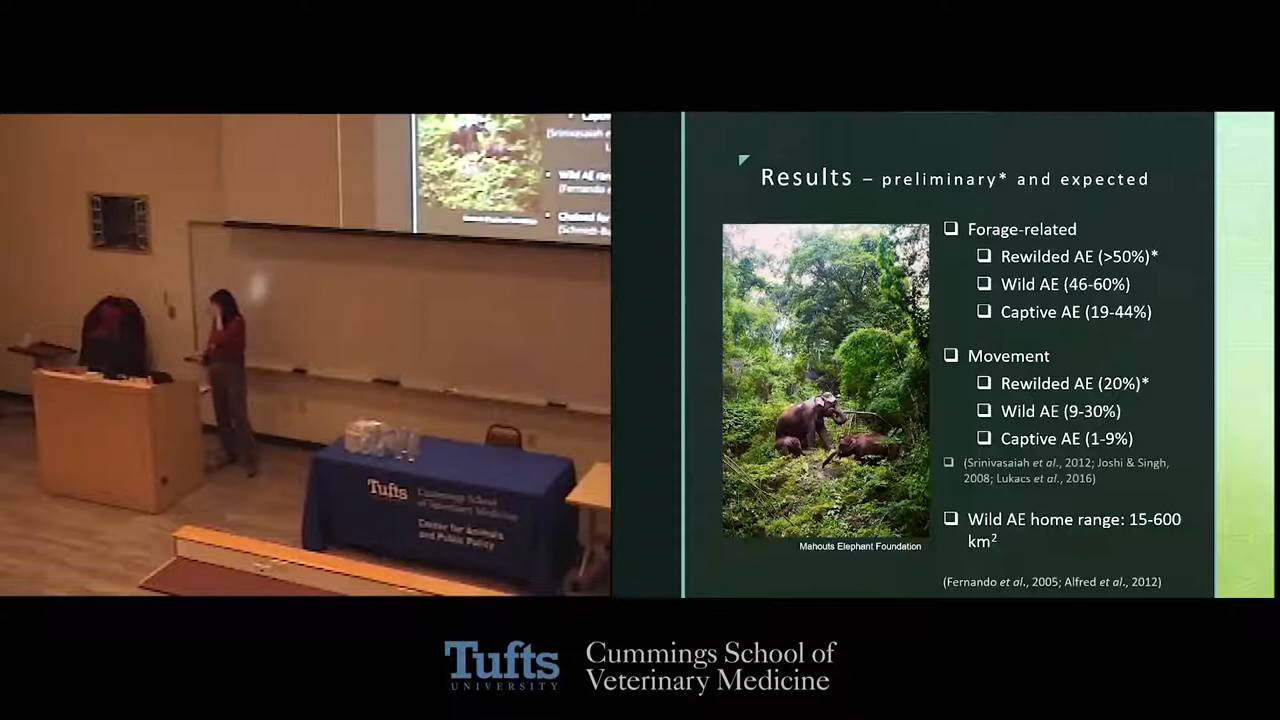 (Srinivasaiah
Wild AE
(Fernando
Tufts
Cummings School
of Veterinary Medicine
Center for Animals
and Public Policy
Results – preliminary* and expected
Forage-related
Rewilded AE (>50%)*
Wild AE (46-60%)
Captive AE (19-44%)
Movement
Rewilded AE (20%)*
Wild AE (9-30%)
Captive AE (1-9%)
(Srinivasaiah et al., 2012; Joshi & Singh,
2008; Lukacs et al., 2016)
Wild AE home range: 15-600
km²
Mahouts Elephant Foundation
(Fernando et al., 2005; Alfred et al., 2012)
Tufts
UNIVERSITY
Cummings School of
Veterinary Medicine